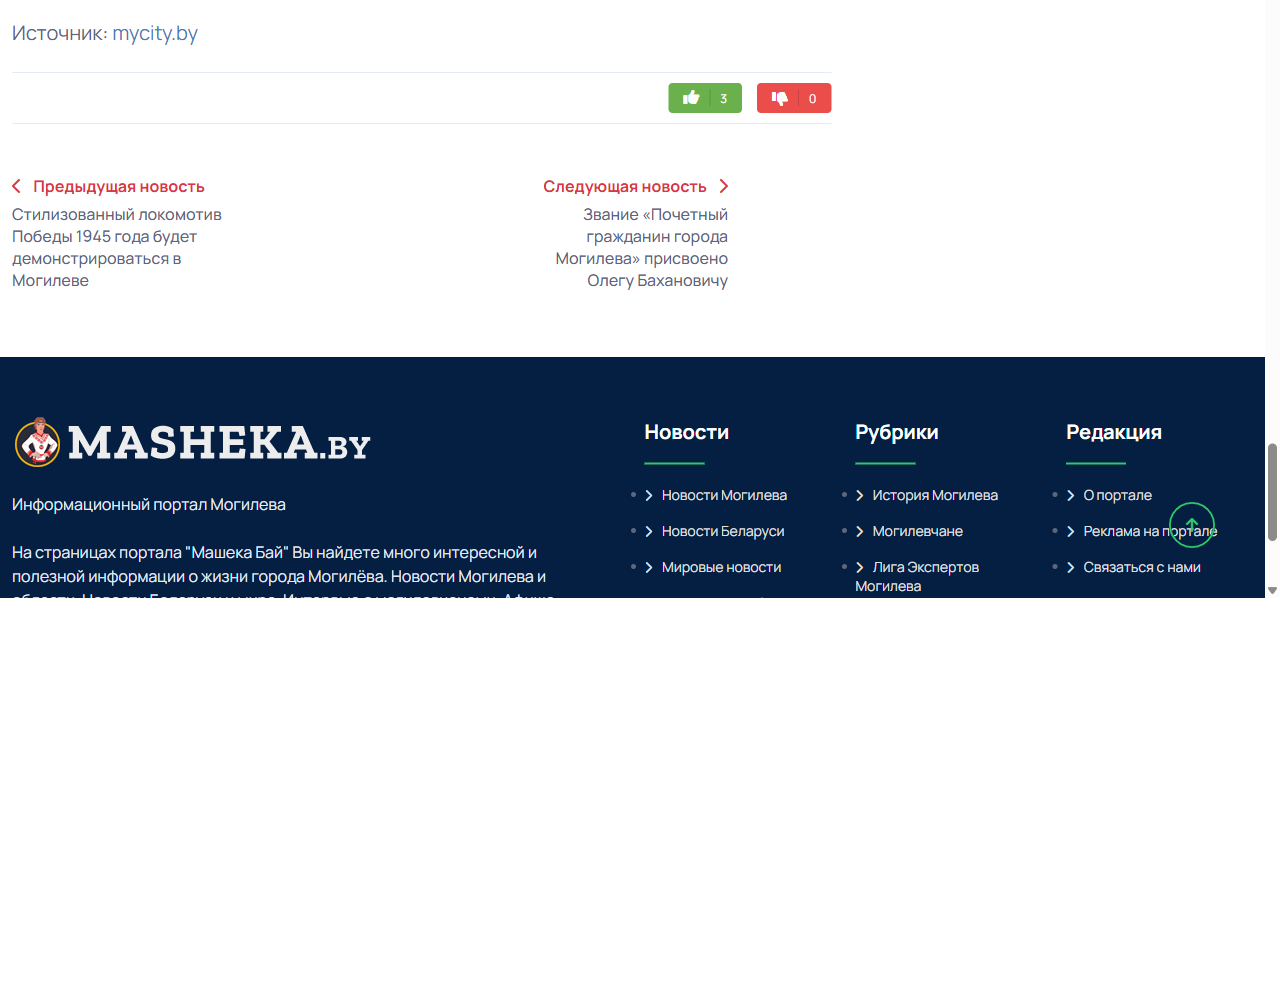 Источник: mycity.by
3
0
Предыдущая новость
Стилизованный локомотив
Победы 1945 года будет
демонстрироваться в
Могилеве
Следующая новость
Звание «Почетный
гражданин города
Могилева» присвоено
Олегу Бахановичу
MASHEKA.BY
Информационный портал Могилева
На страницах портала "Машека Бай" Вы найдете много интересной и
полезной информации о жизни города Могилёва. Новости Могилева и
Новости
Новости Могилева
Новости Беларуси
Мировые новости
Рубрики
История Могилева
Могилевчане
Лига Экспертов
Могилева
Редакция
О портале
Реклама на портале
Связаться с нами